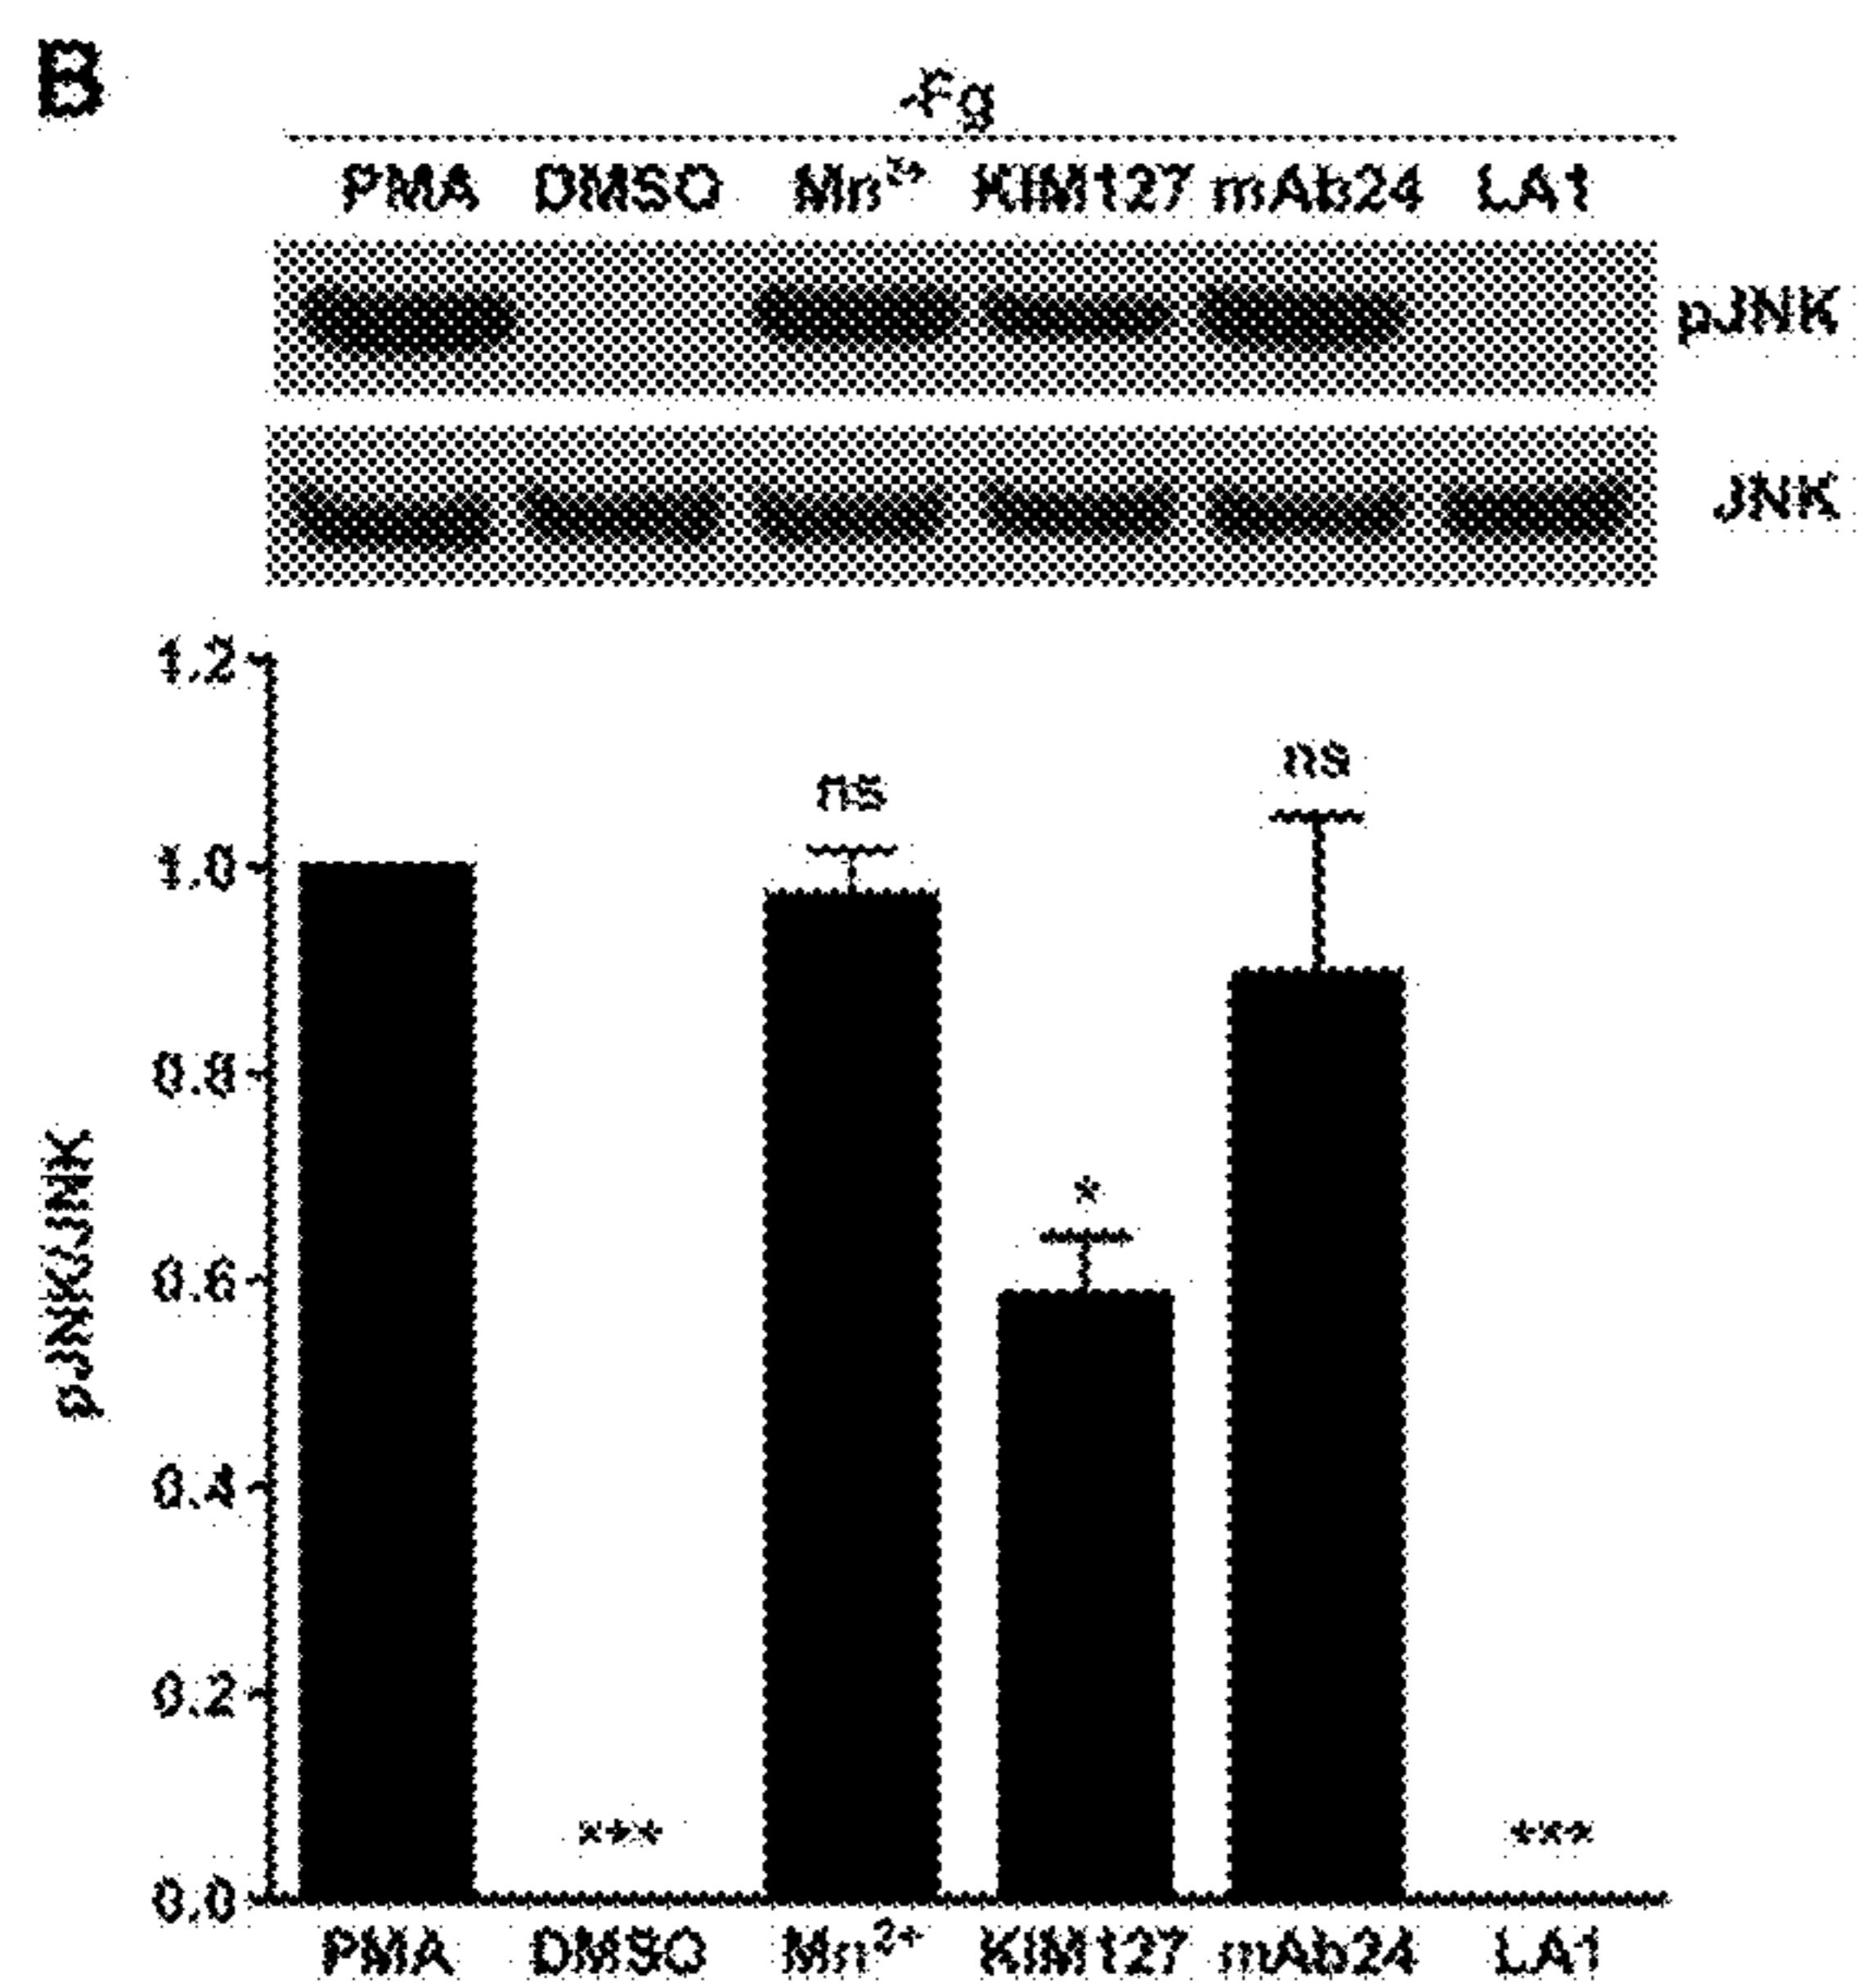 B
-Fg
PMA DMSO Mn²⁺ KIM127 mAb24 LA1
pJNK
JNK
1.2
ns
ns
1.0
0.8
*
0.6
pJNK/JNK
0.4
0.2
***
***
0.0
PMA DMSO Mn²⁺ KIM127 mAb24 LA1